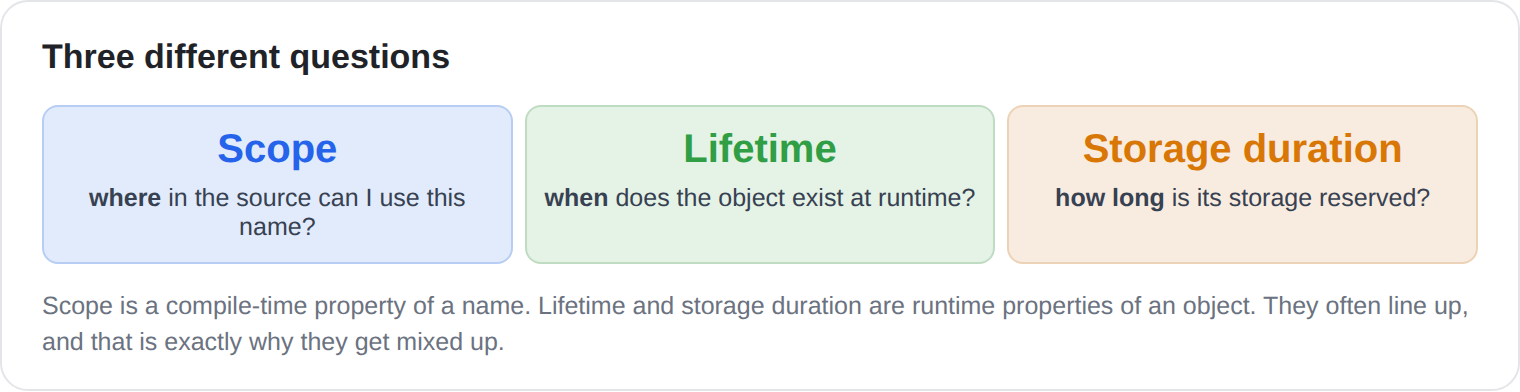 Three different questions
Scope
where in the source can I use this
name?
Lifetime
when does the object exist at runtime?
Storage duration
how long is its storage reserved?
Scope is a compile-time property of a name. Lifetime and storage duration are runtime properties of an object. They often line up,
and that is exactly why they get mixed up.